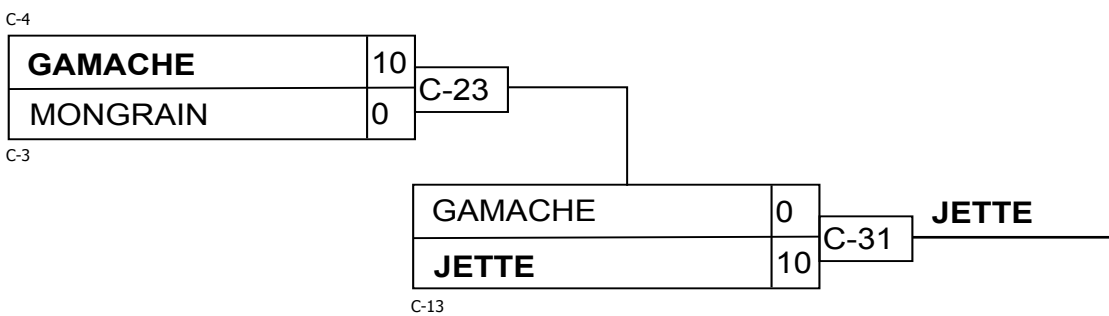 C-4
GAMACHE 10
C-23
MONGRAIN 0
C-3
GAMACHE 0
JETTE
C-31
JETTE 10
C-13